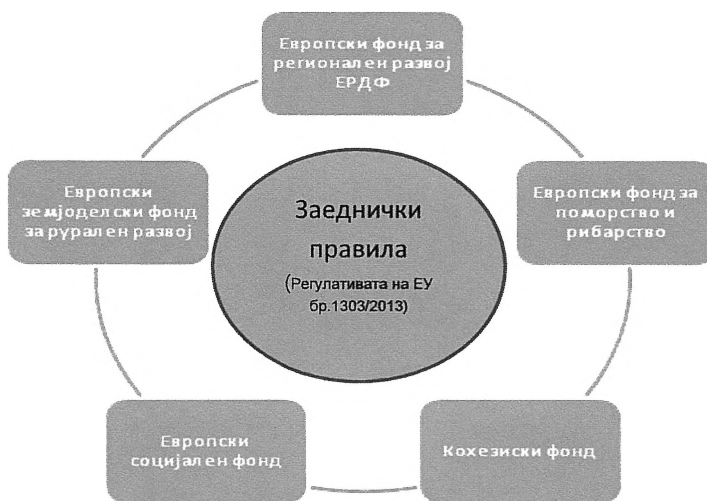 Европски фонд за
регионален развој
ЕРДФ
Европски
земјоделски фонд
за рурален развој
Заеднички
правила
(Регулативата на ЕУ
бр.1303/2013)
Европски фонд за
поморство и
рибарство
Европски
социјален фонд
Кохезиски фонд